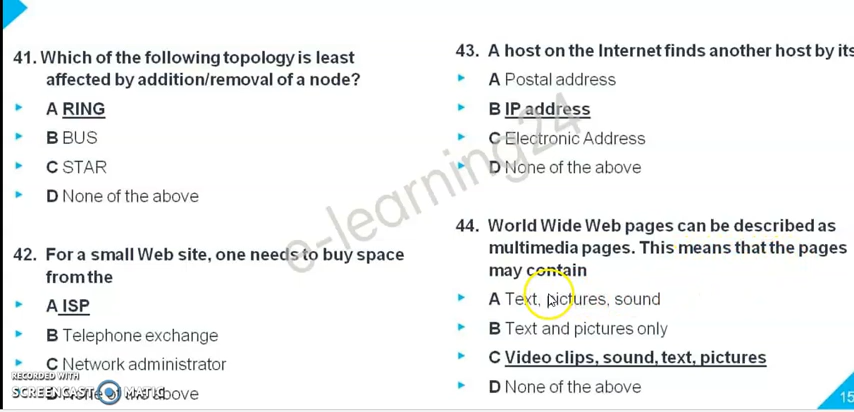 41. Which of the following topology is least
affected by addition/removal of a node?
A RING
B BUS
C STAR
D None of the above
42. For a small Web site, one needs to buy space
from the
A ISP
B Telephone exchange
C Network administrator
above
43. A host on the Internet finds another host by its
A Postal address
B IP address
C Electronic Address
D None of the above
44. World Wide Web pages can be described as
multimedia pages. This means that the pages
may contain
A Text, pictures, sound
B Text and pictures only
C Video clips, sound, text, pictures
D None of the above
e-learning24
RECORDED WITH
SCREENCAST MATIC
15